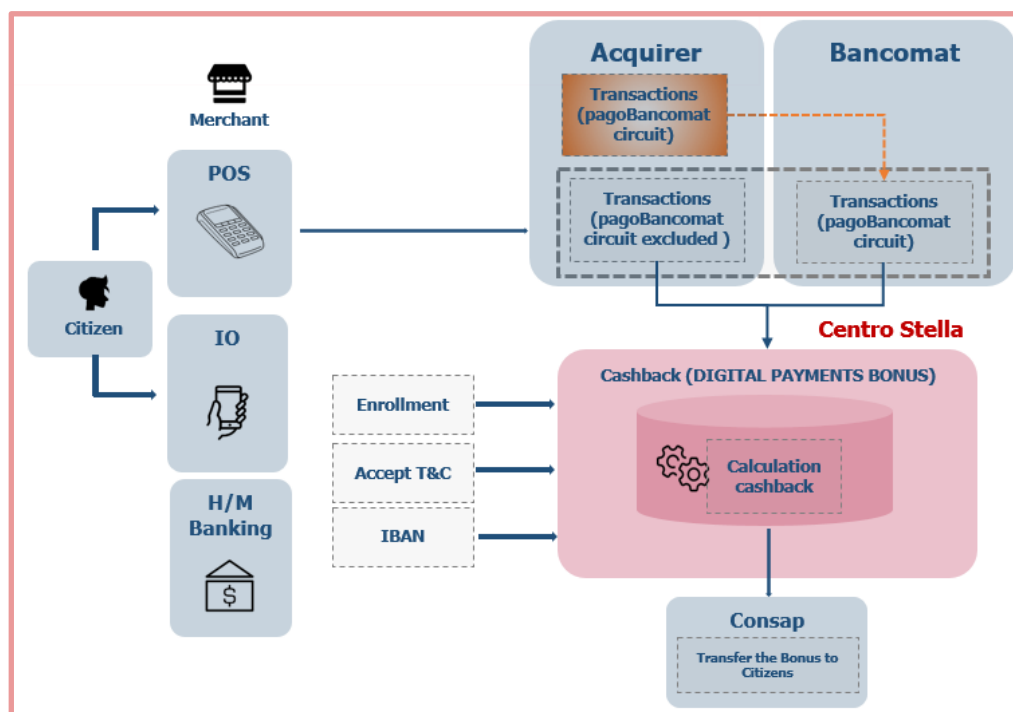 Acquirer
Bancomat
Transactions
(pagoBancomat
circuit)
Merchant
POS
Transactions
(pagoBancomat
circuit excluded )
Transactions
(pagoBancomat
circuit)
Citizen
IO
Centro Stella
Cashback (DIGITAL PAYMENTS BONUS)
Enrollment
Accept T&C
IBAN
Calculation
cashback
H/M
Banking
$
Consap
Transfer the Bonus to
Citizens